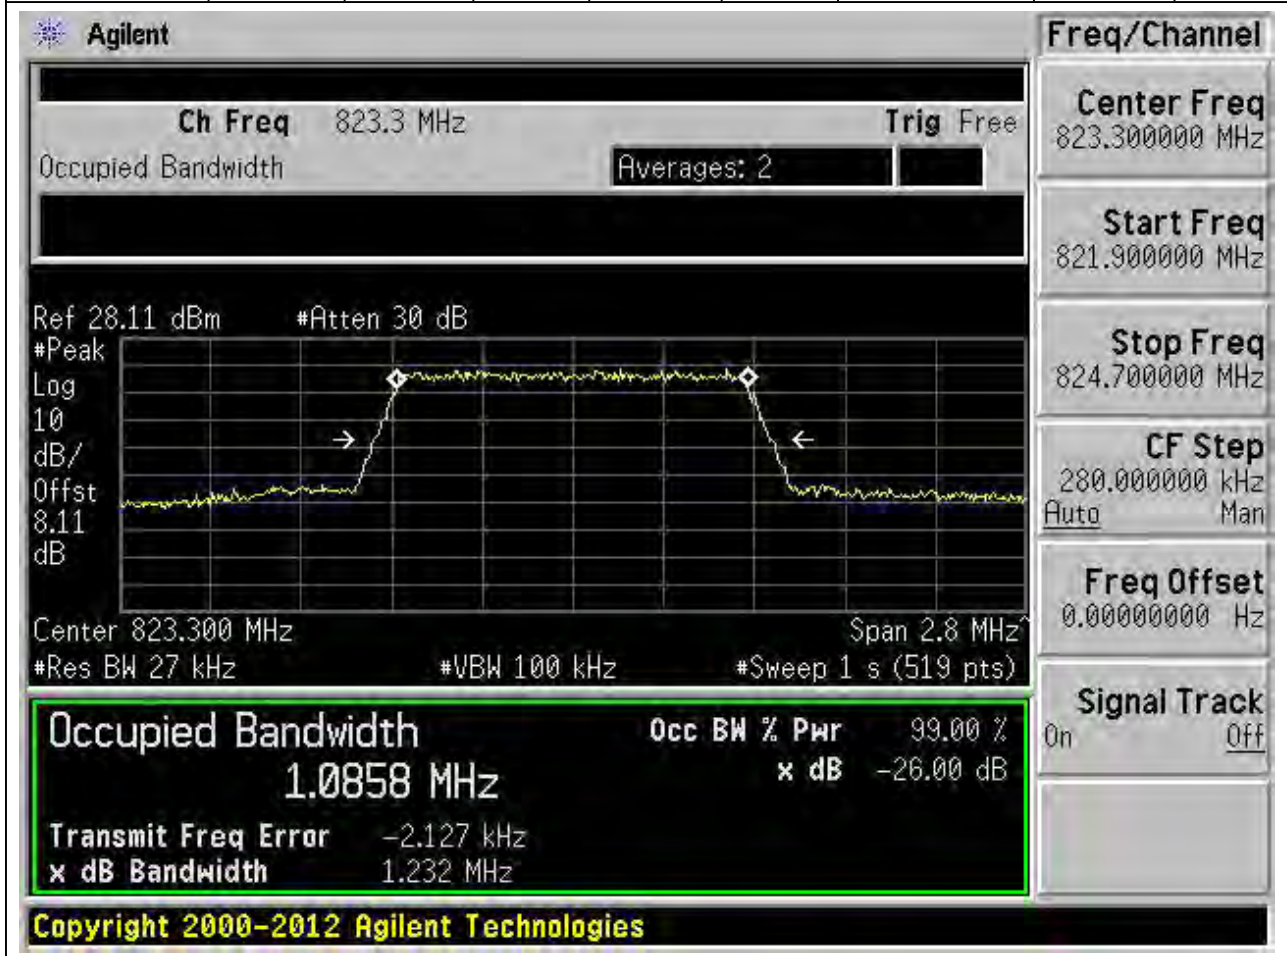 Agilent
Freq/Channel
Ch Freq 823.3 MHz Trig Free
Occupied Bandwidth Averages: 2
Center Freq
823.300000 MHz
Start Freq
821.900000 MHz
Stop Freq
824.700000 MHz
CF Step
280.000000 kHz
Auto Man
Freq Offset
0.00000000 Hz
Signal Track
On Off
Ref 28.11 dBm #Atten 30 dB
#Peak
Log
10
dB/
Offst
8.11
dB
Center 823.300 MHz Span 2.8 MHz^
#Res BW 27 kHz #VBW 100 kHz #Sweep 1 s (519 pts)
Occupied Bandwidth Occ BW % Pwr 99.00 %
1.0858 MHz x dB -26.00 dB
Transmit Freq Error -2.127 kHz
x dB Bandwidth 1.232 MHz
Copyright 2000-2012 Agilent Technologies